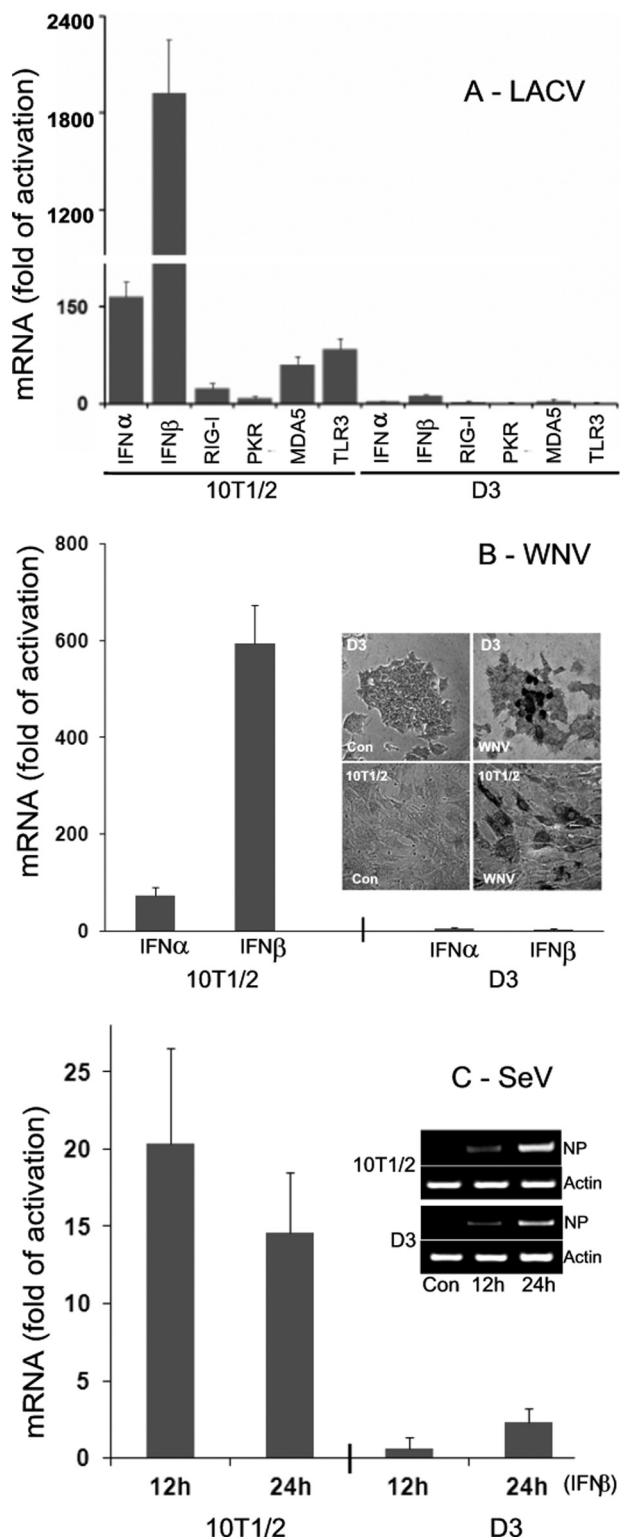 A - LACV
mRNA (fold of activation)
2400
1800
1200
150
0
IFNα IFNβ RIG-I PKR MDA5 TLR3 IFNα IFNβ RIG-I PKR MDA5 TLR3
10T1/2 D3
B - WNV
mRNA (fold of activation)
800
600
400
200
0
D3 D3
Con WNV
10T1/2 10T1/2
Con WNV
IFNα IFNβ IFNα IFNβ
10T1/2 D3
C - SeV
mRNA (fold of activation)
25
20
15
10
5
0
10T1/2 NP
Actin
D3 NP
Actin
Con 12h 24h
12h 24h 12h 24h (IFNβ)
10T1/2 D3